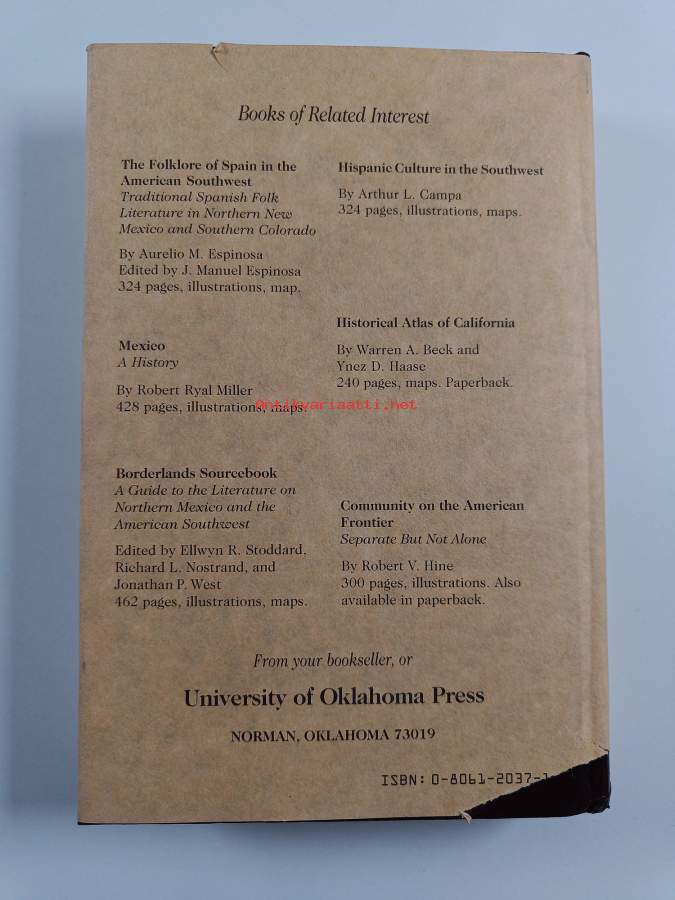 Books of Related Interest
The Folklore of Spain in the
American Southwest
Traditional Spanish Folk
Literature in Northern New
Mexico and Southern Colorado
By Aurelio M. Espinosa
Edited by J. Manuel Espinosa
324 pages, illustrations, map.
Mexico
A History
By Robert Ryal Miller
428 pages, illustrations, maps.
Borderlands Sourcebook
A Guide to the Literature on
Northern Mexico and the
American Southwest
Edited by Ellwyn R. Stoddard,
Richard L. Nostrand, and
Jonathan P. West
462 pages, illustrations, maps.
Hispanic Culture in the Southwest
By Arthur L. Campa
324 pages, illustrations, maps.
Historical Atlas of California
By Warren A. Beck and
Ynez D. Haase
240 pages, maps. Paperback.
Community on the American
Frontier
Separate But Not Alone
By Robert V. Hine
300 pages, illustrations. Also
available in paperback.
From your bookseller, or
University of Oklahoma Press
NORMAN, OKLAHOMA 73019
ISBN: 0-8061-2037-1
antikvariaatti.net